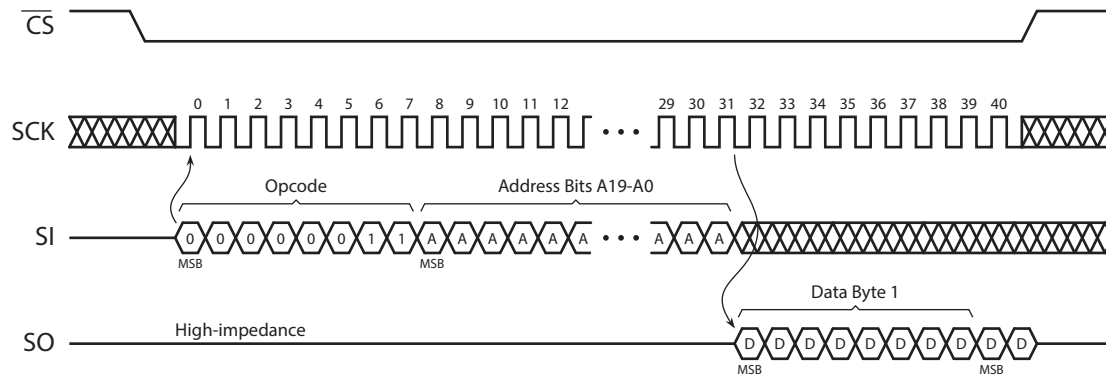 CS
0 1 2 3 4 5 6 7 8 9 10 11 12 29 30 31 32 33 34 35 36 37 38 39 40
SCK
Opcode Address Bits A19-A0
SI 0 0 0 0 0 0 1 1 A A A A A A A A A
MSB MSB
Data Byte 1
High-impedance
SO D D D D D D D D D D
MSB MSB